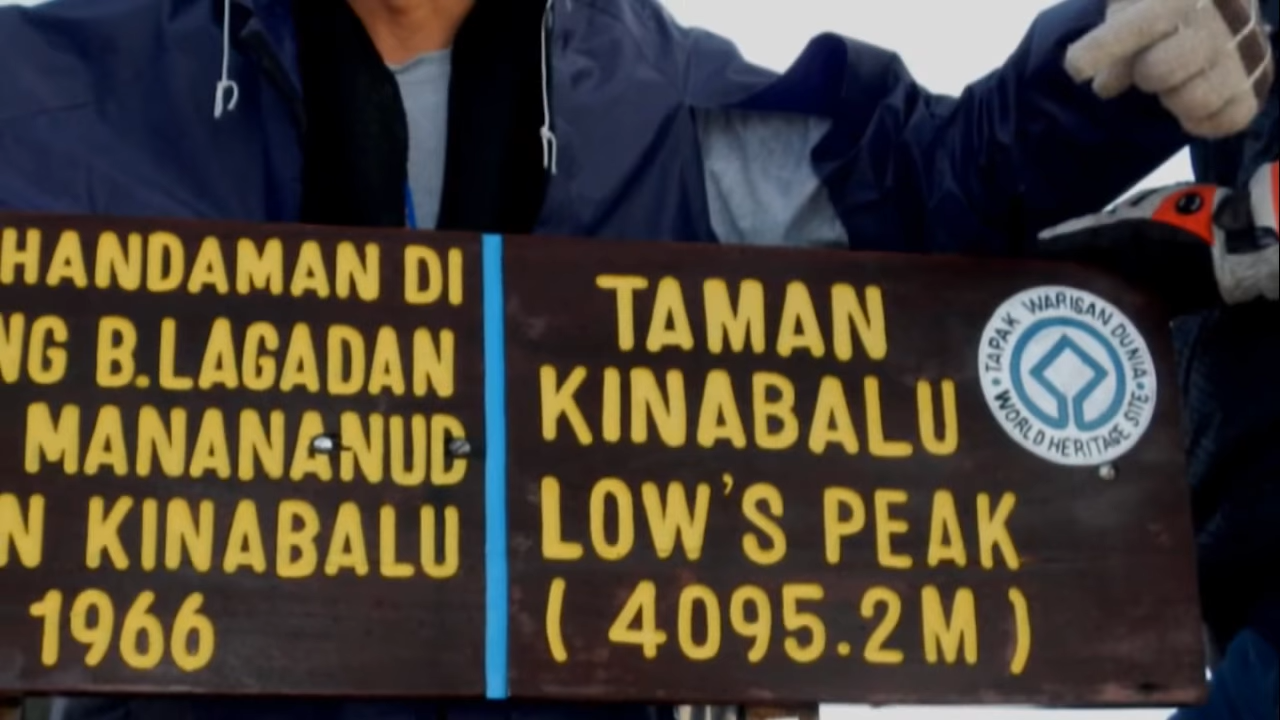 HANDAMAN DI
NG B.LAGADAN
MANANANUD
N KINABALU
1966
TAMAN
KINABALU
LOW'S PEAK
( 4095.2M )
TAPAK WARISAN DUNIA
WORLD HERITAGE SITE